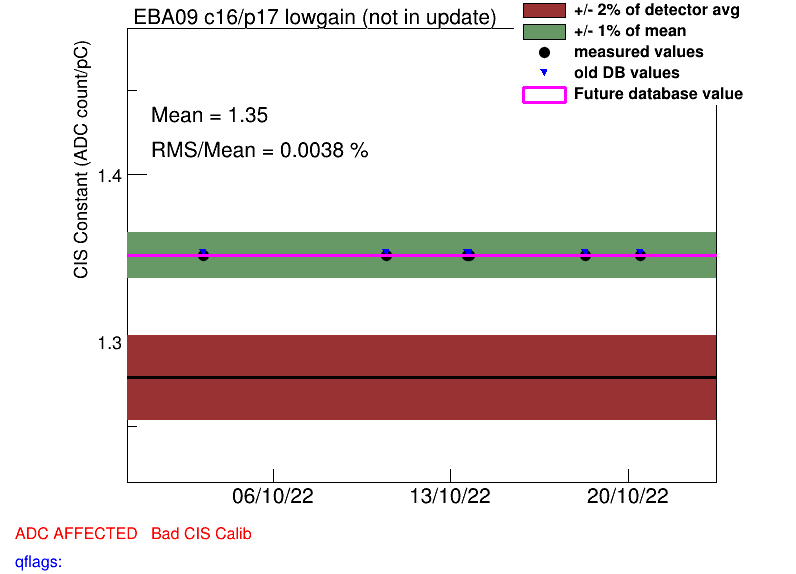 EBA09 c16/p17 lowgain (not in update)
+/- 2% of detector avg
+/- 1% of mean
measured values
old DB values
Future database value
Mean = 1.35
RMS/Mean = 0.0038 %
CIS Constant (ADC count/pC)
1.4
1.3
06/10/22 13/10/22 20/10/22
ADC AFFECTED Bad CIS Calib
qflags: